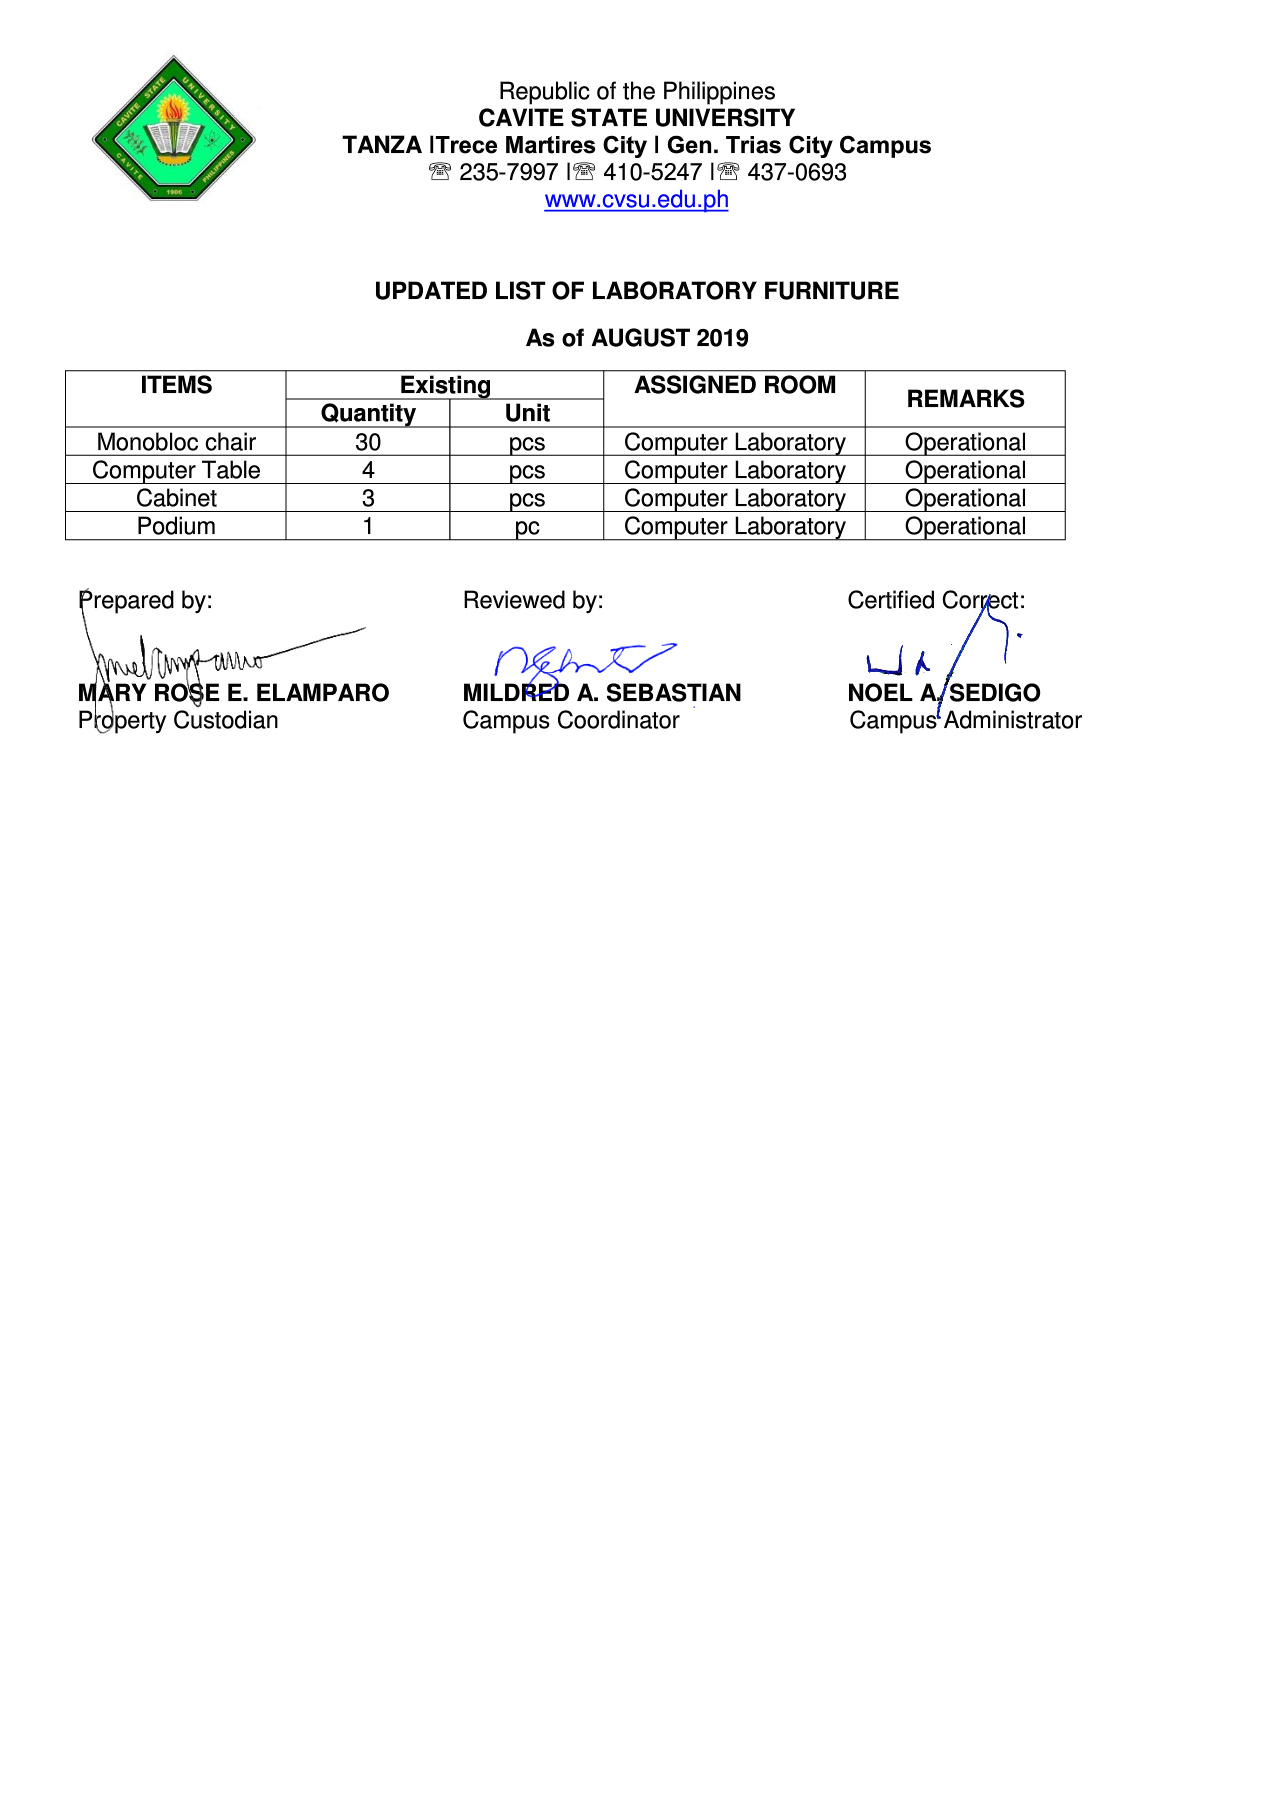 CAVITE STATE UNIVERSITY
CAVITE PHILIPPINES
1906
Republic of the Philippines
CAVITE STATE UNIVERSITY
TANZA |Trece Martires City | Gen. Trias City Campus
☏ 235-7997 |☏ 410-5247 |☏ 437-0693
www.cvsu.edu.ph
UPDATED LIST OF LABORATORY FURNITURE
As of AUGUST 2019
ITEMS Existing ASSIGNED ROOM REMARKS
Quantity Unit
Monobloc chair 30 pcs Computer Laboratory Operational
Computer Table 4 pcs Computer Laboratory Operational
Cabinet 3 pcs Computer Laboratory Operational
Podium 1 pc Computer Laboratory Operational
Prepared by: Reviewed by: Certified Correct:
MARY ROSE E. ELAMPARO MILDRED A. SEBASTIAN NOEL A. SEDIGO
Property Custodian Campus Coordinator Campus Administrator